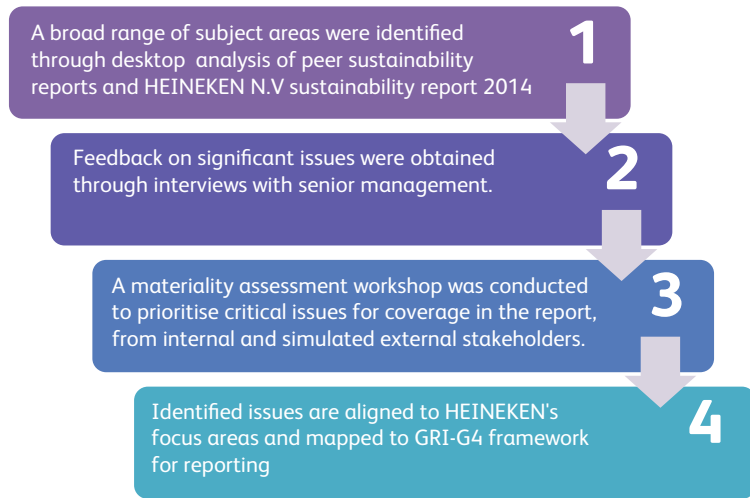 A broad range of subject areas were identified
through desktop analysis of peer sustainability
reports and HEINEKEN N.V sustainability report 2014
1
Feedback on significant issues were obtained
through interviews with senior management.
2
A materiality assessment workshop was conducted
to prioritise critical issues for coverage in the report,
from internal and simulated external stakeholders.
3
Identified issues are aligned to HEINEKEN's
focus areas and mapped to GRI-G4 framework
for reporting
4